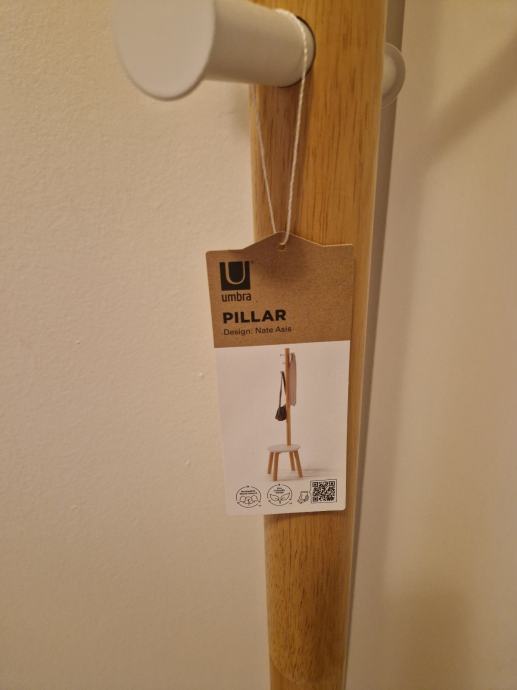 umbra
PILLAR
Design: Nate Asis